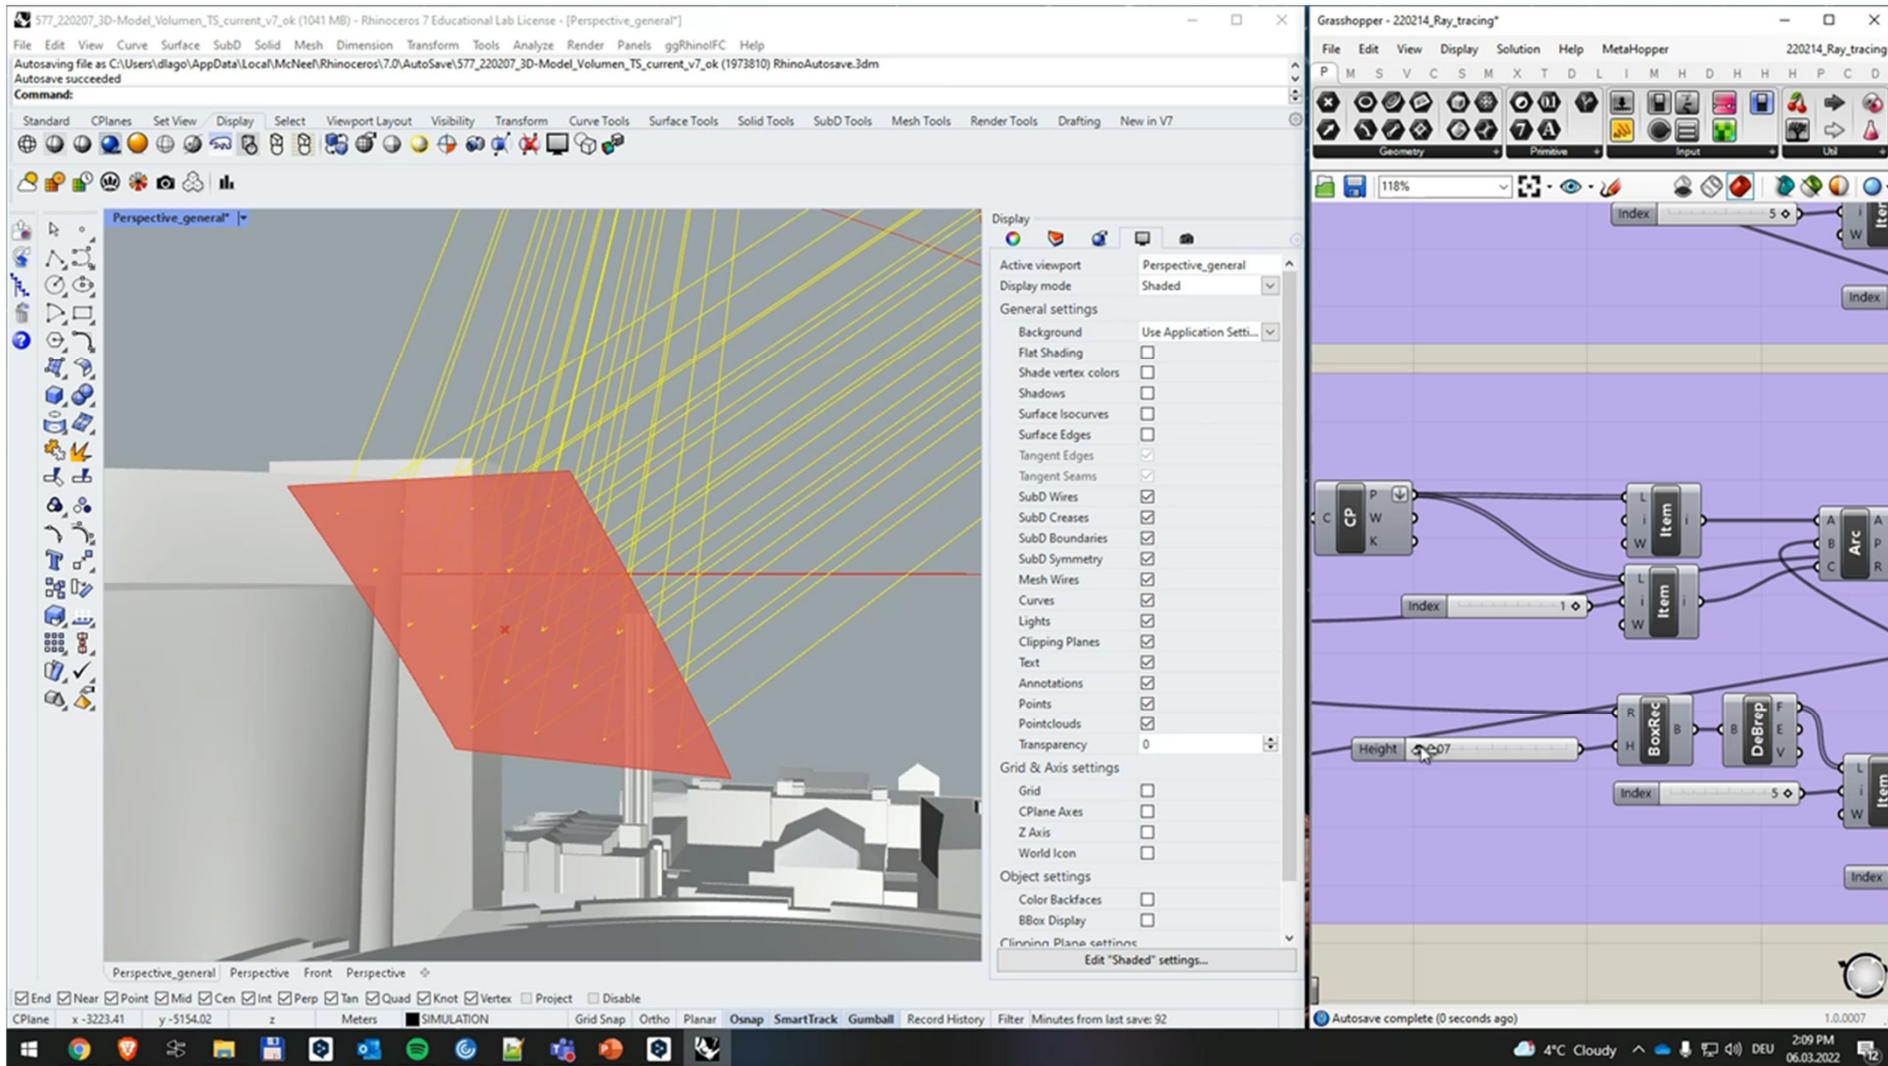 577_220207_3D-Model_Volumen_TS_current_v7_ok (1041 MB) - Rhinoceros 7 Educational Lab License - [Perspective_general*]
File Edit View Curve Surface SubD Solid Mesh Dimension Transform Tools Analyze Render Panels ggRhinoIFC Help
Autosaving file as C:\Users\dlago\AppData\Local\McNeel\Rhinoceros\7.0\AutoSave\577_220207_3D-Model_Volumen_TS_current_v7_ok (1973810) RhinoAutosave.3dm
Autosave succeeded
Command:
Standard CPlanes Set View Display Select Viewport Layout Visibility Transform Curve Tools Surface Tools Solid Tools SubD Tools Mesh Tools Render Tools Drafting New in V7
Perspective_general*
Display
Active viewport Perspective_general
Display mode Shaded
General settings
Background Use Application Setti...
Flat Shading
Shade vertex colors
Shadows
Surface Isocurves
Surface Edges
Tangent Edges
Tangent Seams
SubD Wires
SubD Creases
SubD Boundaries
SubD Symmetry
Mesh Wires
Curves
Lights
Clipping Planes
Text
Annotations
Points
Pointclouds
Transparency 0
Grid & Axis settings
Grid
CPlane Axes
Z Axis
World Icon
Object settings
Color Backfaces
BBox Display
Clipping Plane settings
Edit "Shaded" settings...
Perspective_general Perspective Front Perspective
End Near Point Mid Cen Int Perp Tan Quad Knot Vertex Project Disable
CPlane x -3223.41 y -5154.02 z Meters SIMULATION Grid Snap Ortho Planar Osnap SmartTrack Gumball Record History Filter Minutes from last save: 92
Grasshopper - 220214_Ray_tracing*
File Edit View Display Solution Help MetaHopper 220214_Ray_tracing
P M S V C S M X T D L I M H D H H H P C D
Geometry Primitive Input Util
118%
Index 5
i
W
Item
Index
C CP P W K
L i W Item i
A B C Arc A P R
Index 1
L i W Item i
R H BoxRec B
B DeBrep F E V
Height 0.07
Index 5
L i W Item
Index
Autosave complete (0 seconds ago) 1.0.0007
4°C Cloudy DEU 2:09 PM
06.03.2022
12